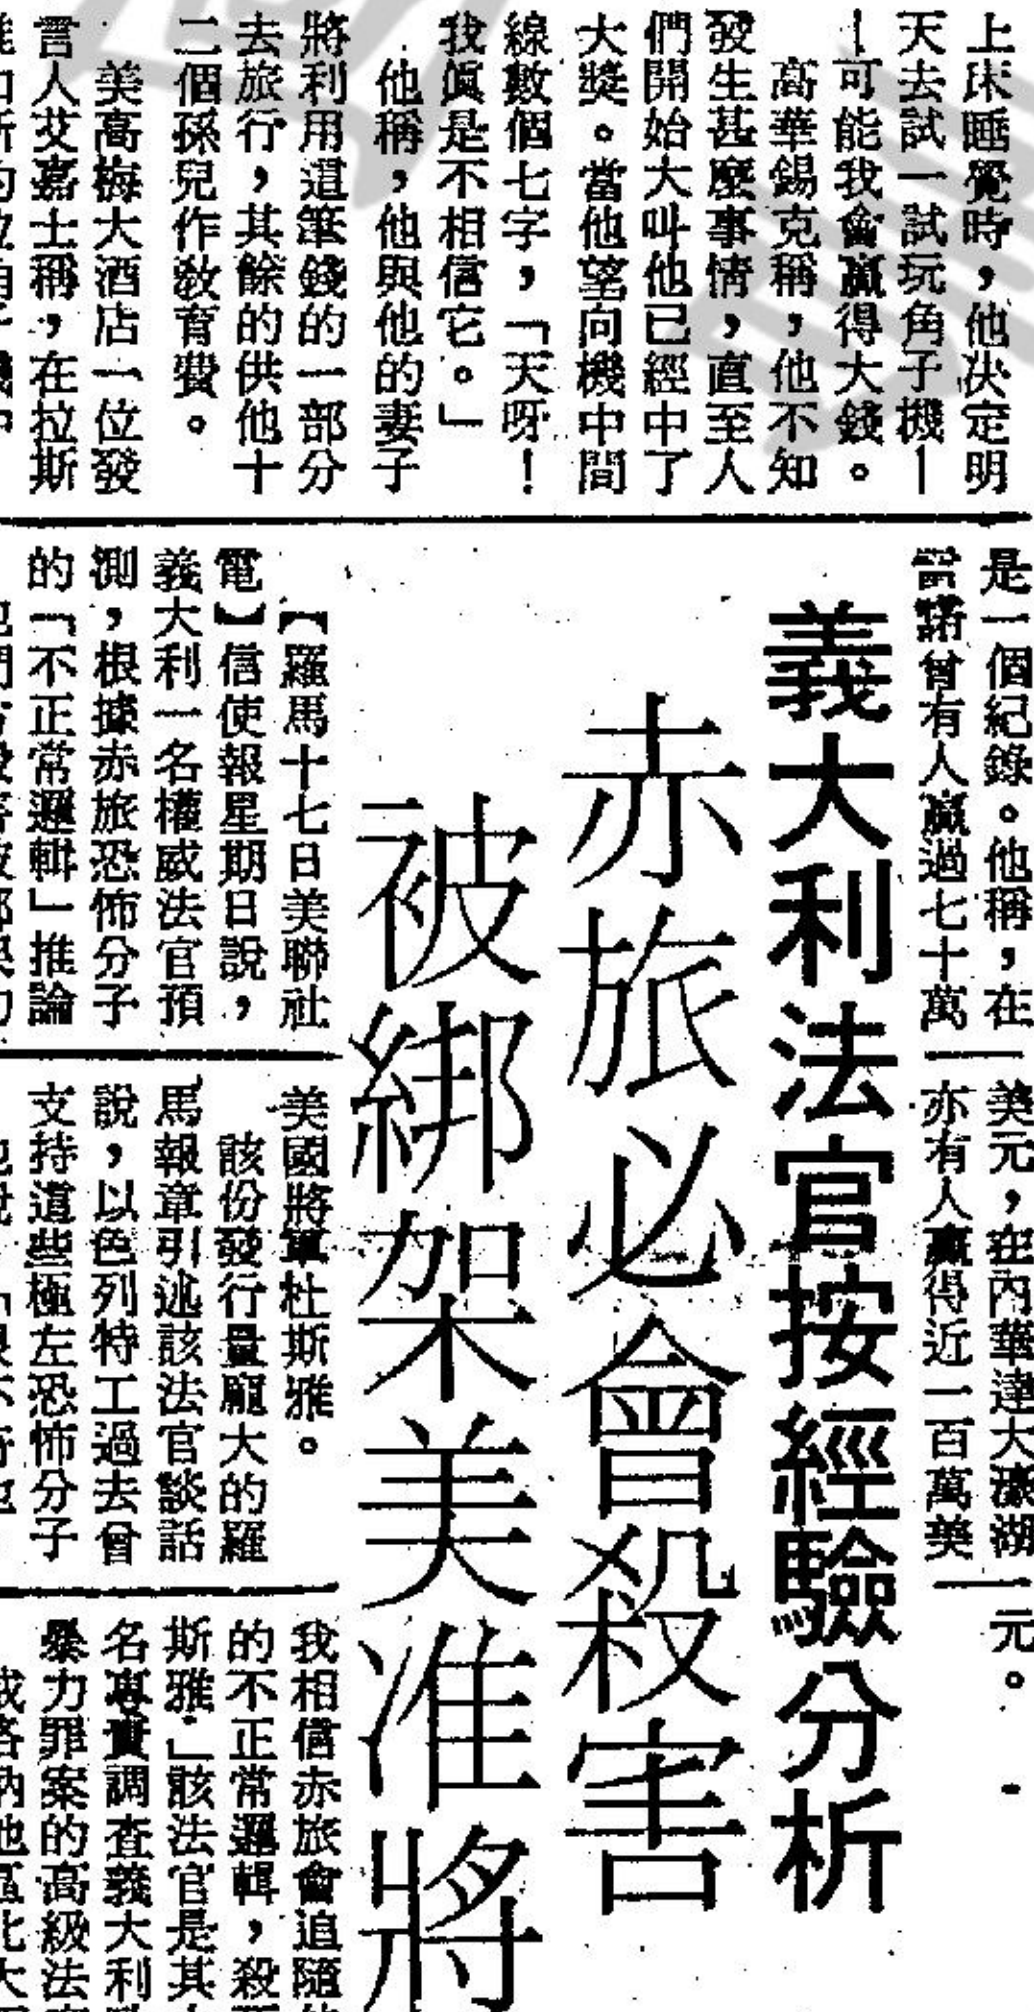 上床睡覺時，他決定明
天去試一試玩角子機—
—可能我會贏得大錢。
高華錫克稱，他不知
發生甚麼事情，直至人
們開始大叫他已經中了
大獎。當他望向機中間
線數個七字，「天呀！
我眞是不相信它。」
他稱，他與他的妻子
將利用這筆錢的一部分
去旅行，其餘的供他十
二個孫兒作敎育費。
美高梅大酒店一位發
言人艾嘉士稱，在拉斯
是一個紀錄。他稱，在
諾曾有人贏過七十萬
美元，在內華達大濠湖
亦有人贏得近一百萬美
元。
義大利法官按經驗分析
赤旅必會殺害
被綁架美准將
【羅馬十七日美聯社
電】信使報星期日說，
義大利一名權威法官預
測，根據赤旅恐怖分子
的「不正常邏輯」推論
美國將軍杜斯雅。
該份發行量龐大的羅
馬報章引述該法官談話
說，以色列特工過去曾
支持這些極左恐怖分子
我相信赤旅會追隨
的不正常邏輯，殺
斯雅」該法官是其
名專責調查義大利
暴力罪案的高級法